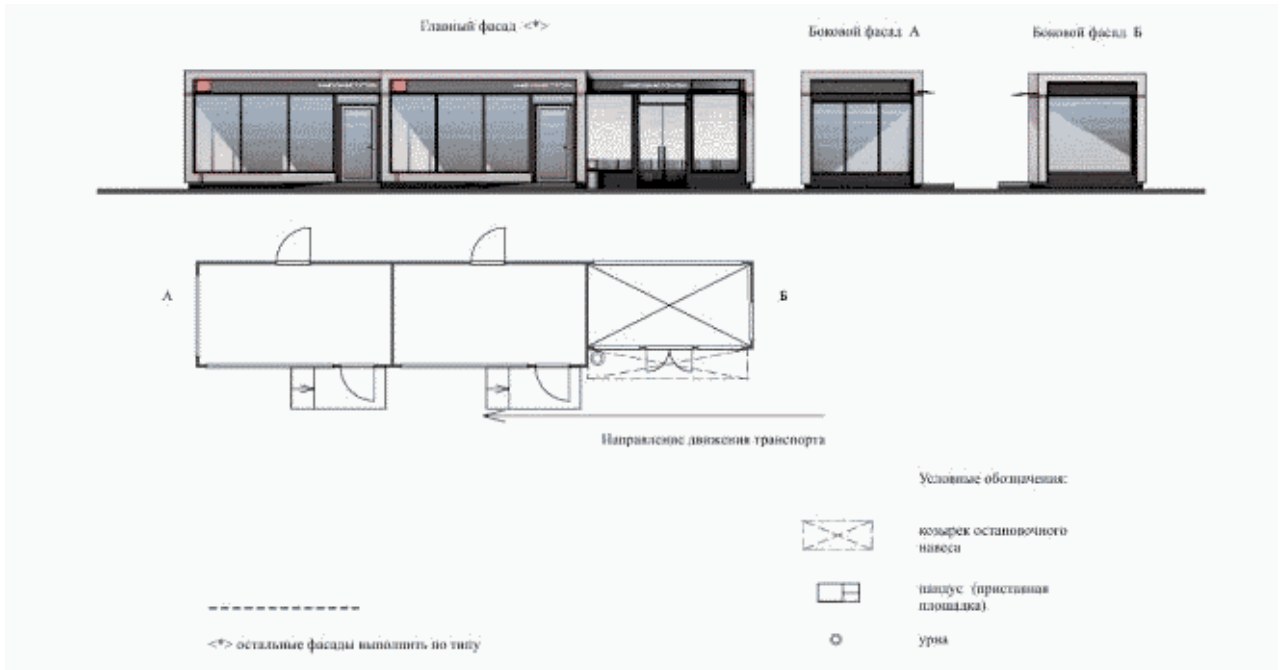 Главный фасад <*>
Боковой фасад А
Боковой фасад Б
А
Б
Направление движения транспорта
Условные обозначения:
козырек остановочного
навеса
пандус (приставная
площадка)
урна
<*> остальные фасады выполнить по типу